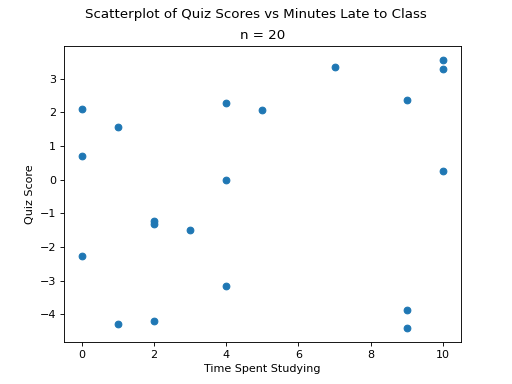 Scatterplot of Quiz Scores vs Minutes Late to Class
n = 20
3
2
1
0
−1
−2
−3
−4
Quiz Score
0 2 4 6 8 10
Time Spent Studying